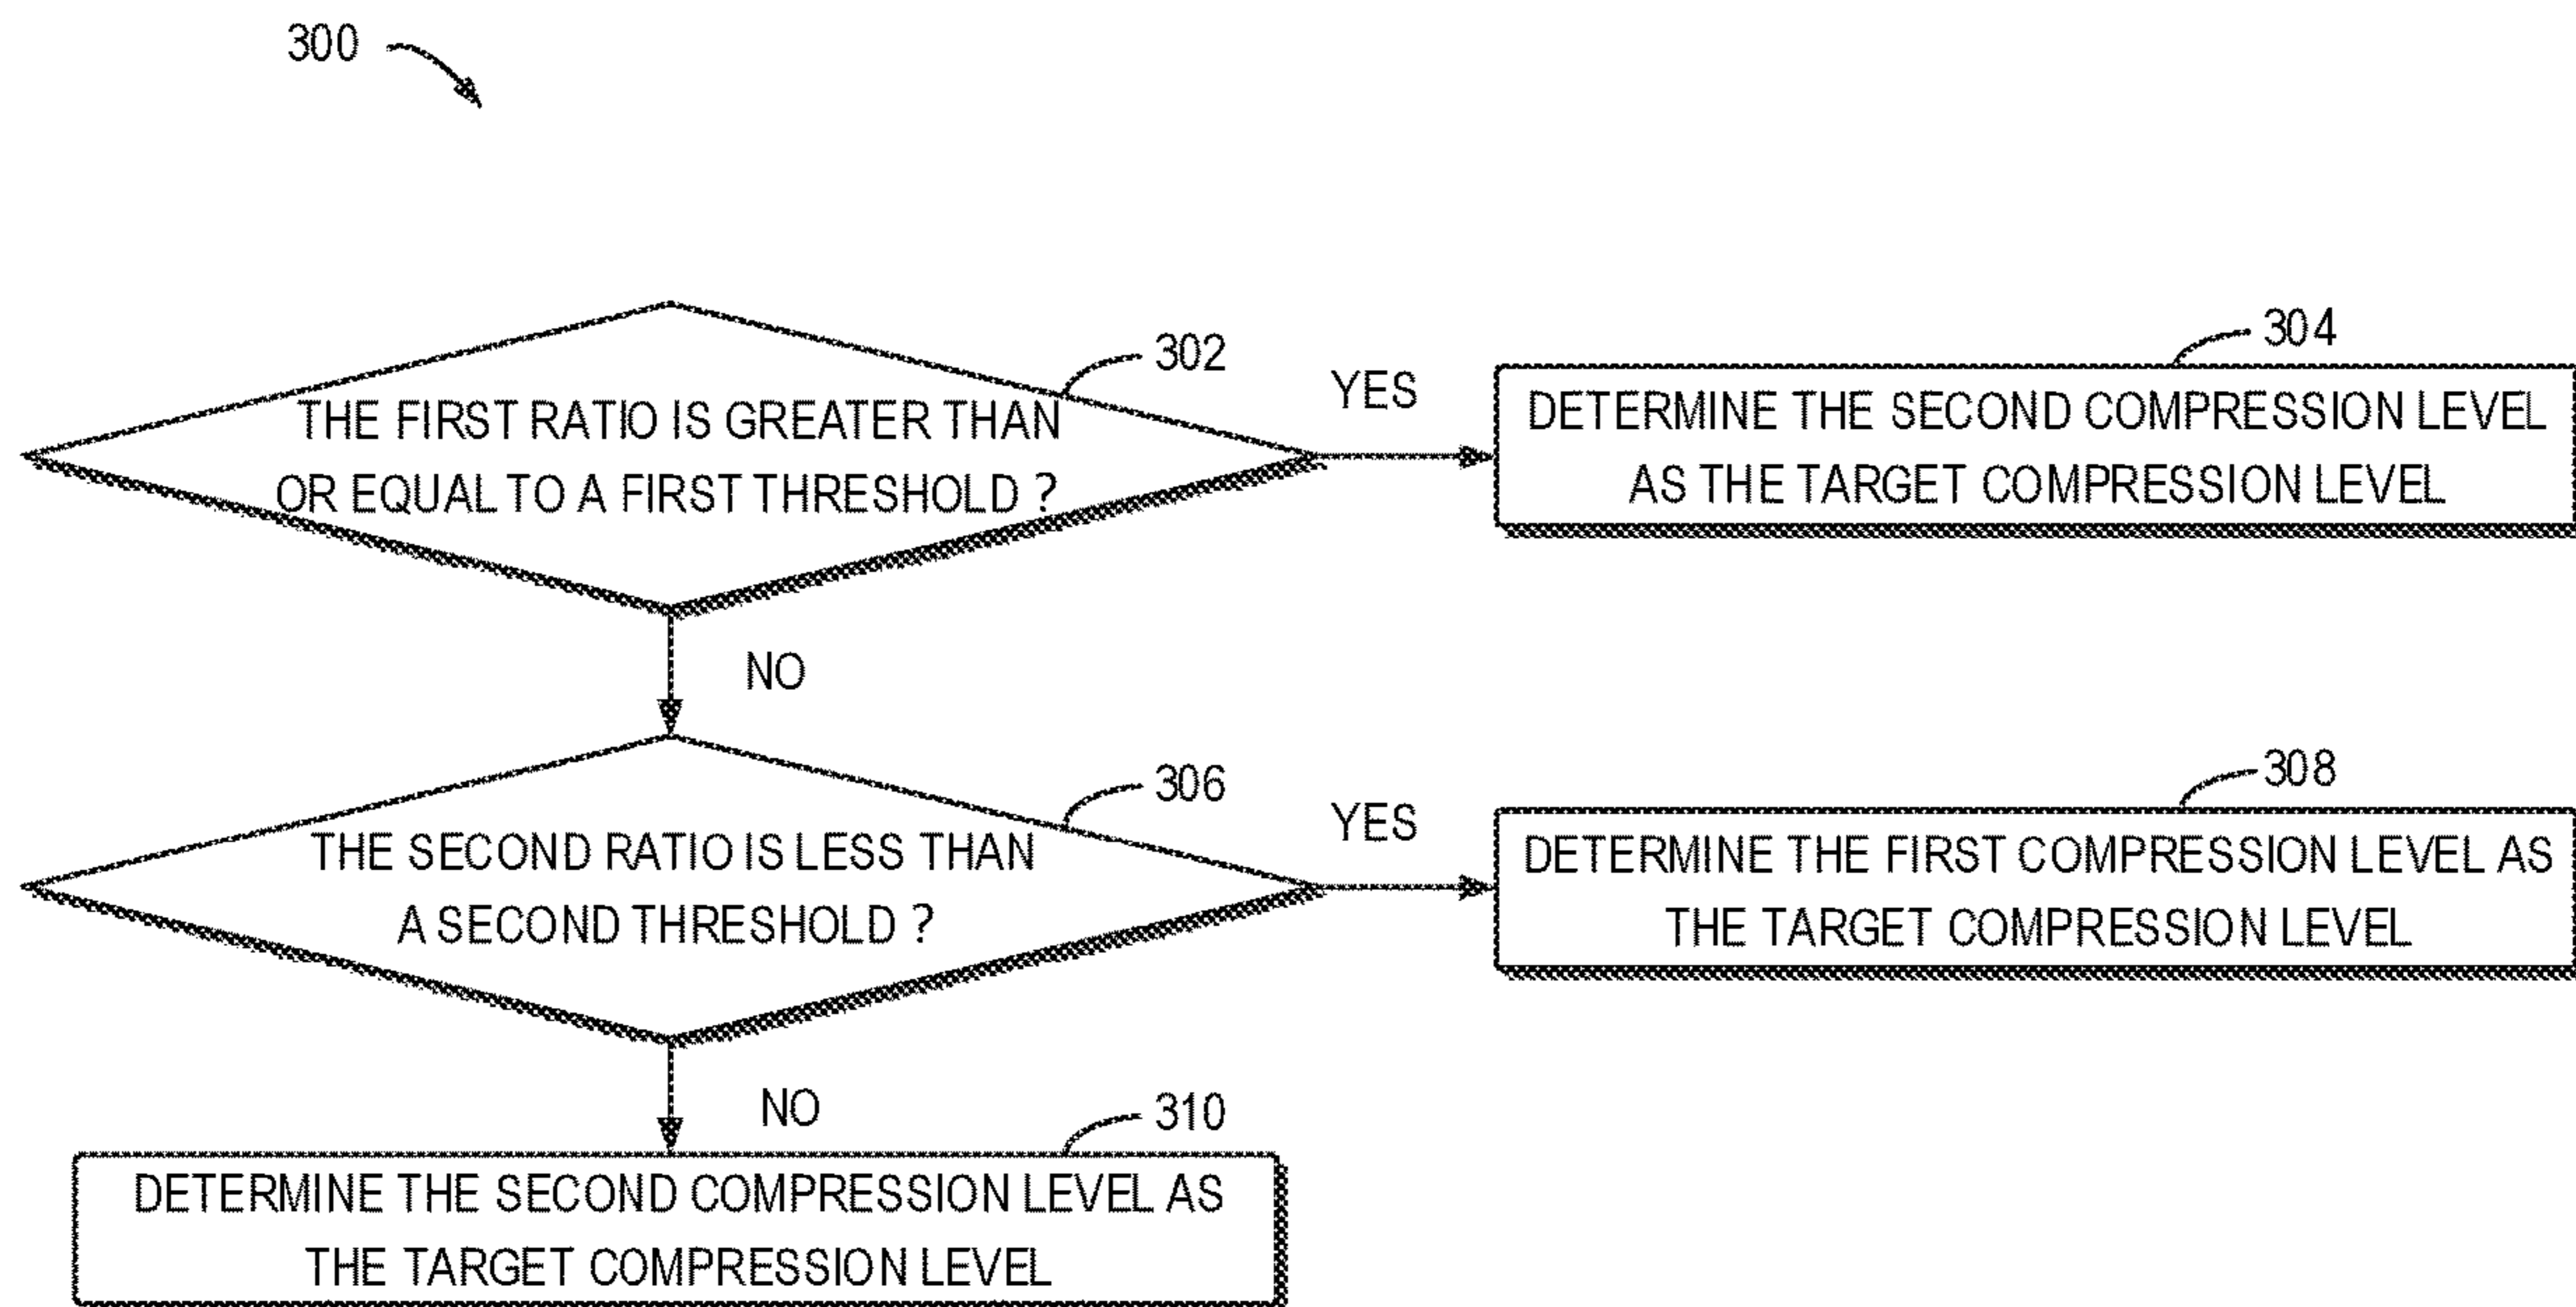 300
302
THE FIRST RATIO IS GREATER THAN
OR EQUAL TO A FIRST THRESHOLD ?
YES
304
DETERMINE THE SECOND COMPRESSION LEVEL
AS THE TARGET COMPRESSION LEVEL
NO
306
THE SECOND RATIO IS LESS THAN
A SECOND THRESHOLD ?
YES
308
DETERMINE THE FIRST COMPRESSION LEVEL AS
THE TARGET COMPRESSION LEVEL
NO
310
DETERMINE THE SECOND COMPRESSION LEVEL AS
THE TARGET COMPRESSION LEVEL